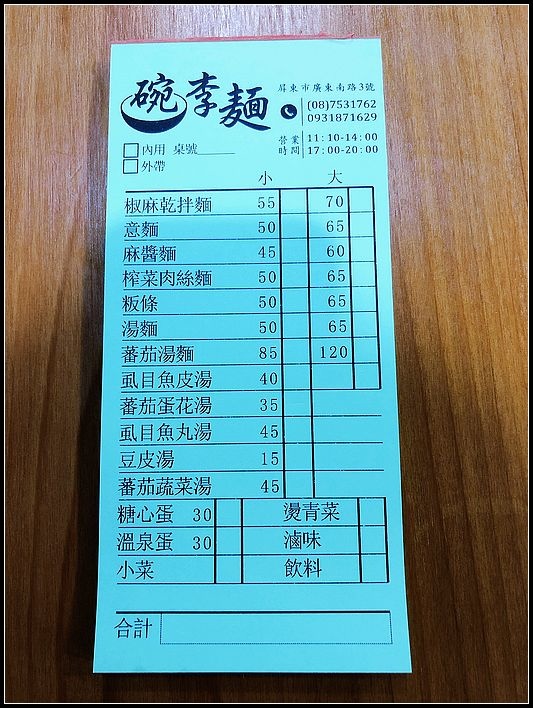 碗李麵
屏東市廣東南路3號
(08)7531762
0931871629
營業時間 11:10-14:00
17:00-20:00
內用 桌號
外帶
小 大
椒麻乾拌麵 55 70
意麵 50 65
麻醬麵 45 60
榨菜肉絲麵 50 65
粄條 50 65
湯麵 50 65
蕃茄湯麵 85 120
虱目魚皮湯 40
蕃茄蛋花湯 35
虱目魚丸湯 45
豆皮湯 15
蕃茄蔬菜湯 45
糖心蛋 30 燙青菜
溫泉蛋 30 滷味
小菜 飲料
合計